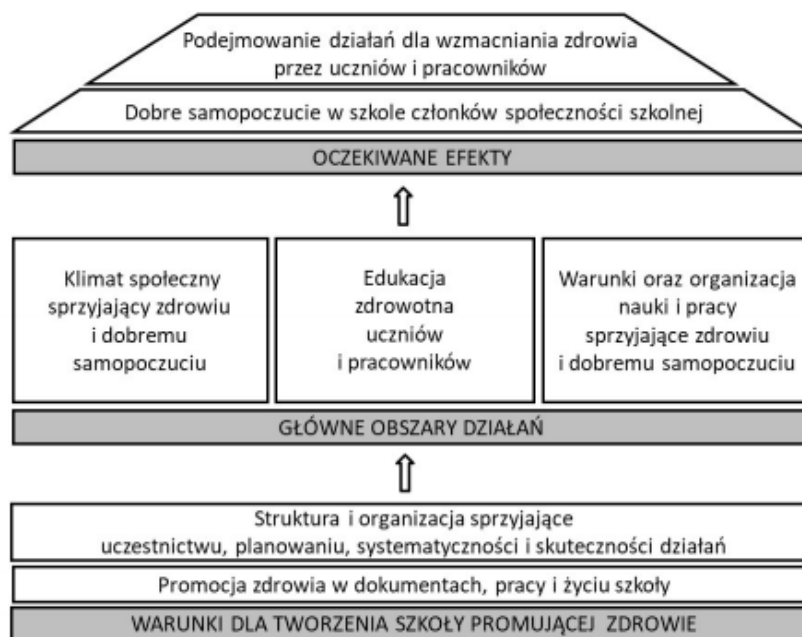 Podejmowanie działań dla wzmacniania zdrowia
przez uczniów i pracowników
Dobre samopoczucie w szkole członków społeczności szkolnej
OCZEKIWANE EFEKTY
Klimat społeczny
sprzyjający zdrowiu
i dobremu
samopoczuciu
Edukacja
zdrowotna
uczniów
i pracowników
Warunki oraz organizacja
nauki i pracy
sprzyjające zdrowiu
i dobremu samopoczuciu
GŁÓWNE OBSZARY DZIAŁAŃ
Struktura i organizacja sprzyjające
uczestnictwu, planowaniu, systematyczności i skuteczności działań
Promocja zdrowia w dokumentach, pracy i życiu szkoły
WARUNKI DLA TWORZENIA SZKOŁY PROMUJĄCEJ ZDROWIE